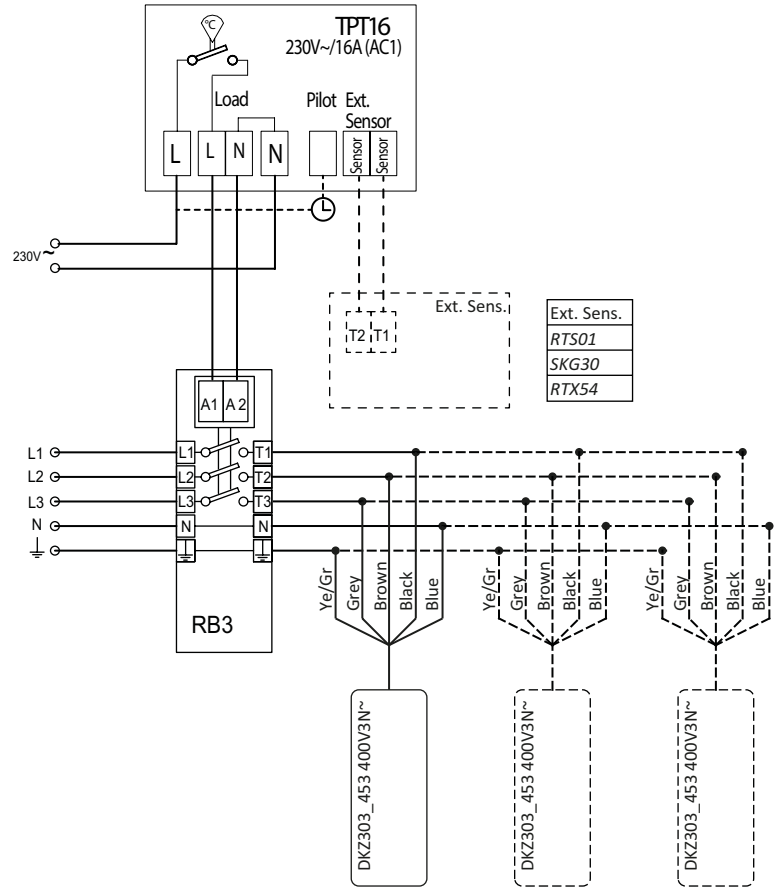 °C
TPT16
230V~/16A (AC1)
Load
Pilot
Ext.
Sensor
L
L
N
N
Sensor
Sensor
230V~
Ext. Sens.
T2
T1
Ext. Sens.
RTS01
SKG30
RTX54
A1
A2
L1
L1
T1
L2
L2
T2
L3
L3
T3
N
N
N
RB3
Ye/Gr
Grey
Brown
Black
Blue
Ye/Gr
Grey
Brown
Black
Blue
Ye/Gr
Grey
Brown
Black
Blue
DKZ303_453 400V3N~
DKZ303_453 400V3N~
DKZ303_453 400V3N~